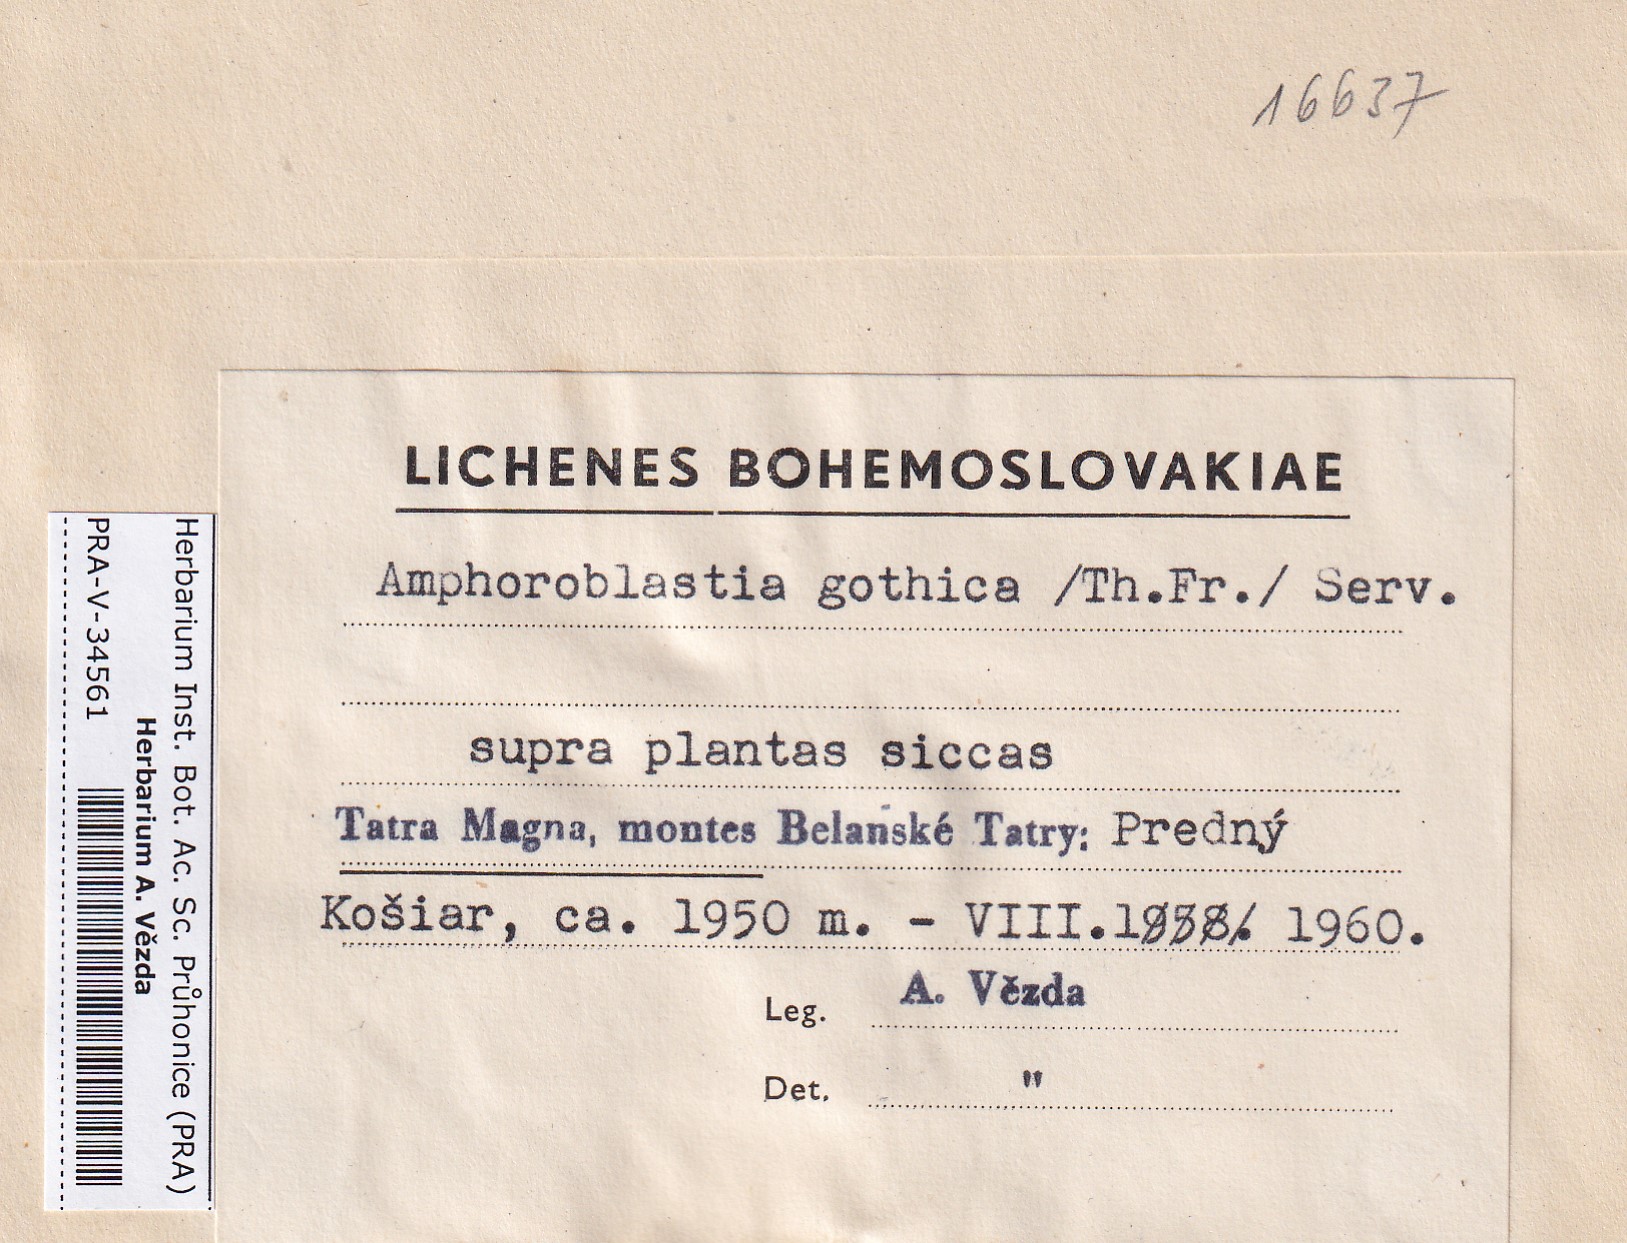 16637
LICHENES BOHEMOSLOVAKIAE
Amphoroblastia gothica /Th.Fr./ Serv.
supra plantas siccas
Tatra Magna, montes Belanské Tatry: Predný
Košiar, ca. 1950 m. - VIII.1958. 1960.
Leg. A. Vězda
Det. "
Herbarium Inst. Bot. Ac. Sc. Průhonice (PRA)
Herbarium A. Vězda
PRA-V-34561